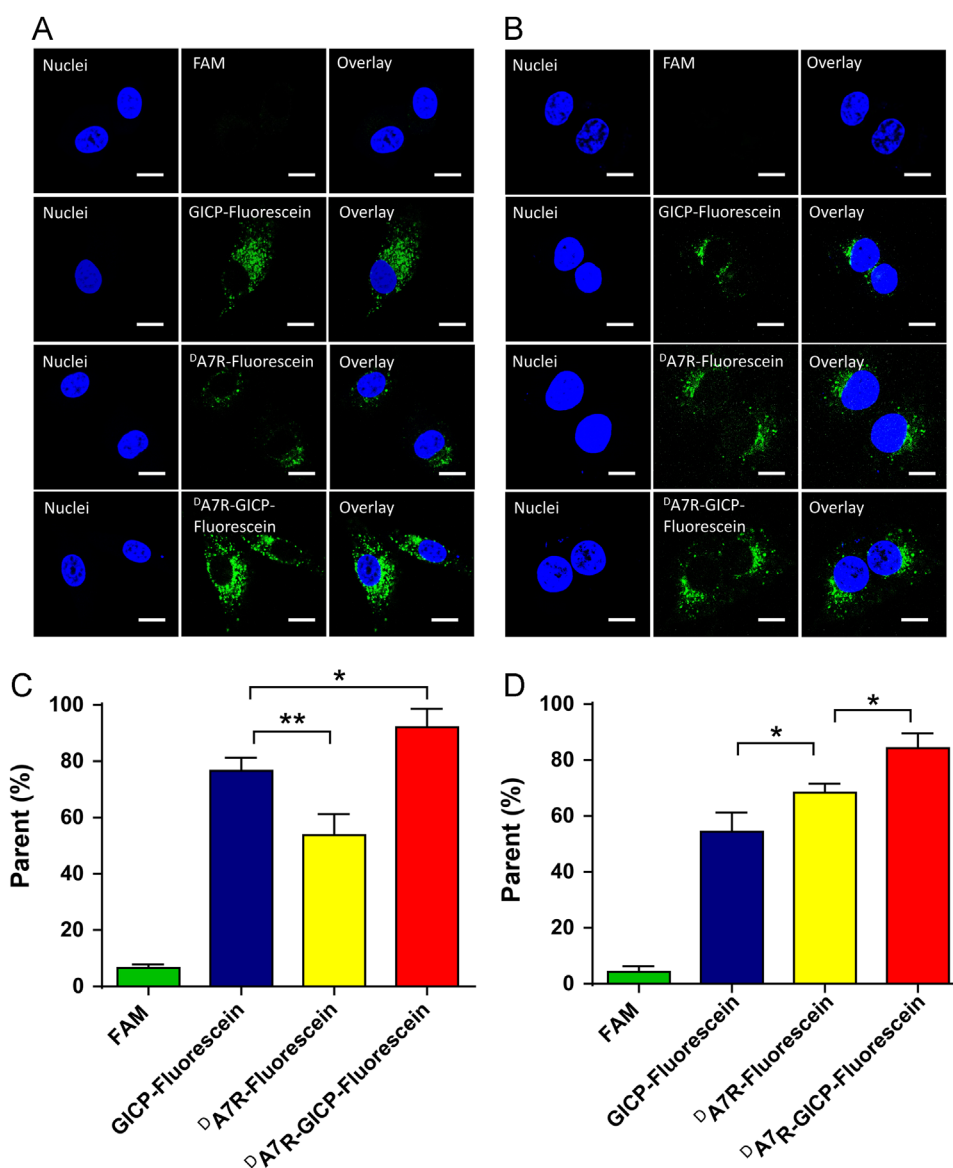 A
B
Nuclei FAM Overlay
Nuclei FAM Overlay
Nuclei GICP-Fluorescein Overlay
Nuclei GICP-Fluorescein Overlay
Nuclei ᴰA7R-Fluorescein Overlay
Nuclei ᴰA7R-Fluorescein Overlay
Nuclei ᴰA7R-GICP- Overlay
Fluorescein
Nuclei ᴰA7R-GICP- Overlay
Fluorescein
C
Parent (%)
100
80
60
40
20
0
*
**
FAM
GICP-Fluorescein
ᴰA7R-Fluorescein
ᴰA⁷R-GICP-Fluorescein
D
Parent (%)
100
80
60
40
20
0
*
*
FAM
GICP-Fluorescein
ᴰA7R-Fluorescein
ᴰA⁷R-GICP-Fluorescein